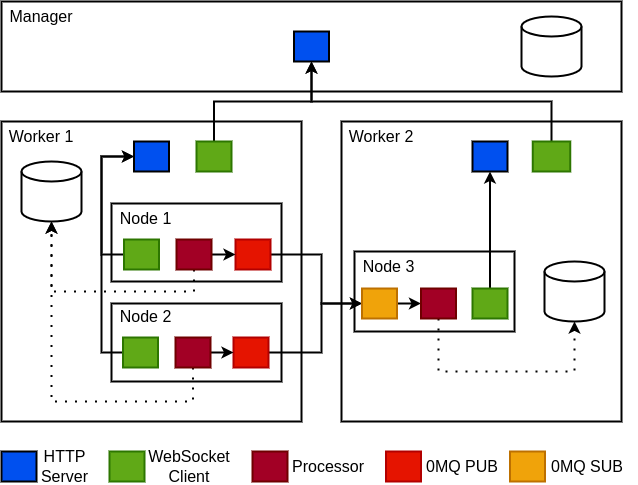 Manager
Worker 1
Worker 2
Node 1
Node 2
Node 3
HTTP
Server
WebSocket
Client
Processor
0MQ PUB
0MQ SUB